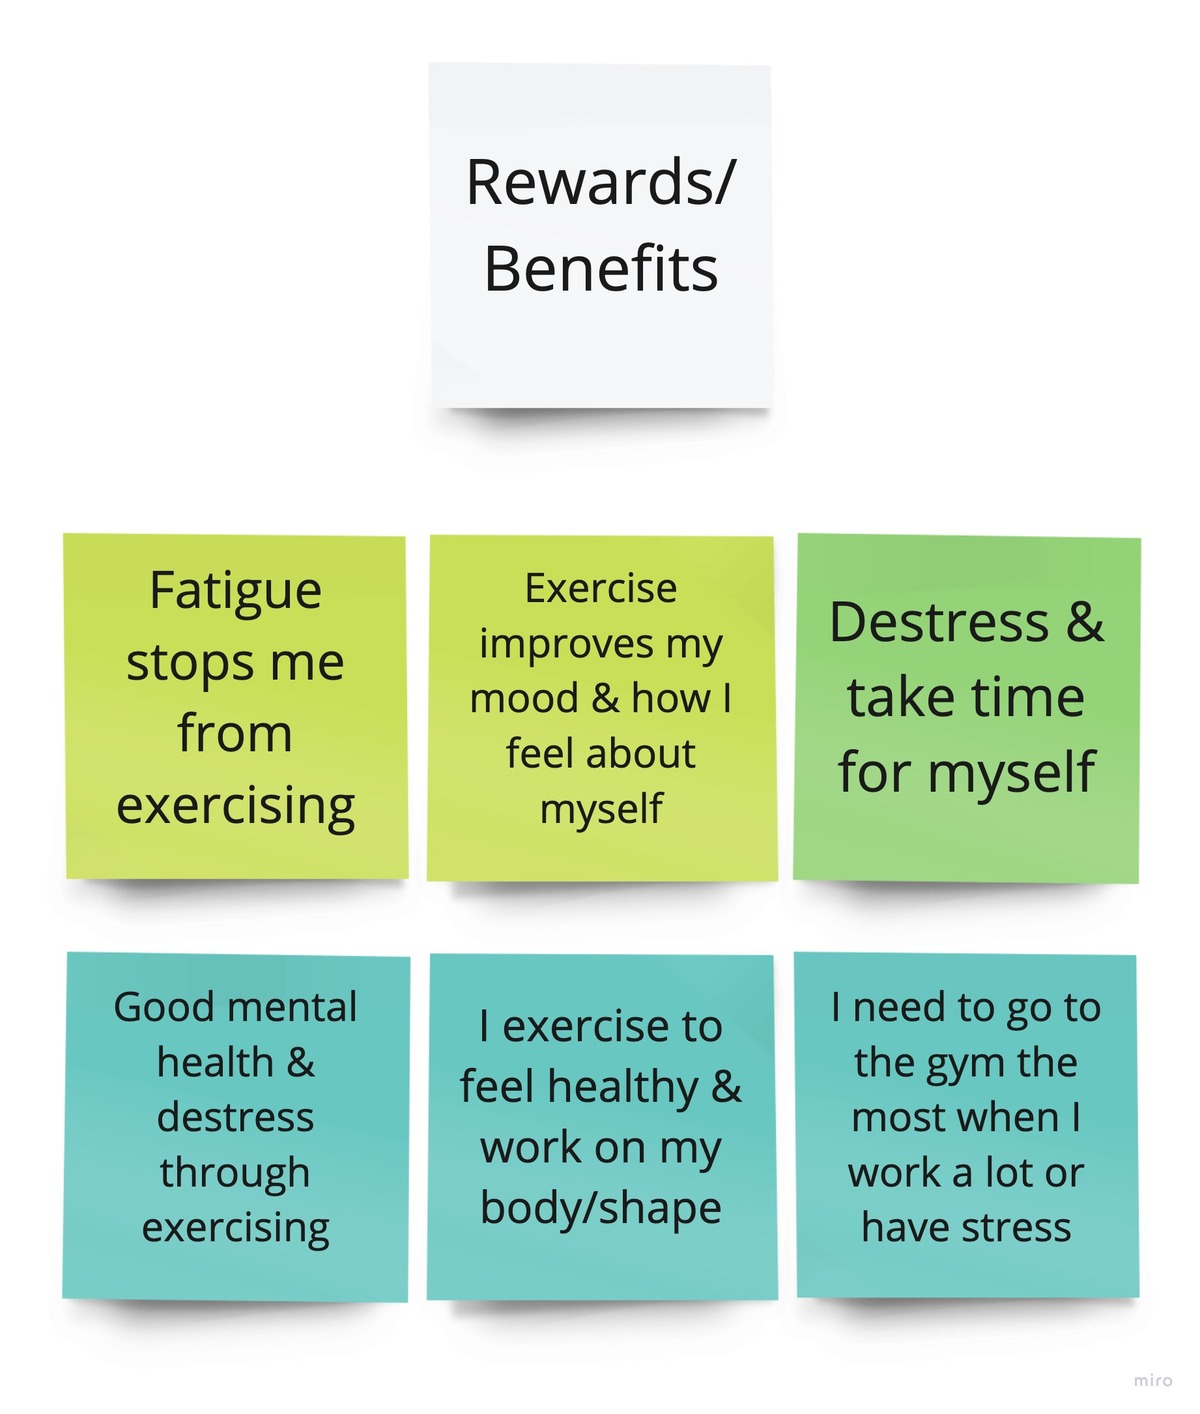 Rewards/
Benefits
Fatigue
stops me
from
exercising
Exercise
improves my
mood & how I
feel about
myself
Destress &
take time
for myself
Good mental
health &
destress
through
exercising
I exercise to
feel healthy &
work on my
body/shape
I need to go to
the gym the
most when I
work a lot or
have stress
miro